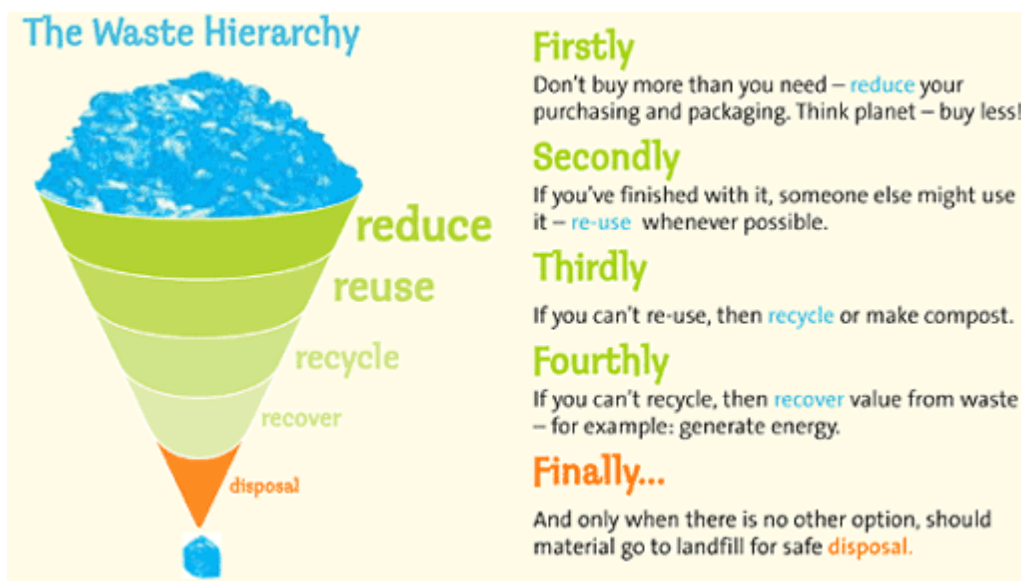 The Waste Hierarchy
reduce
reuse
recycle
recover
disposal
Firstly
Don't buy more than you need – reduce your
purchasing and packaging. Think planet – buy less!
Secondly
If you've finished with it, someone else might use
it – re-use whenever possible.
Thirdly
If you can't re-use, then recycle or make compost.
Fourthly
If you can't recycle, then recover value from waste
– for example: generate energy.
Finally...
And only when there is no other option, should
material go to landfill for safe disposal.